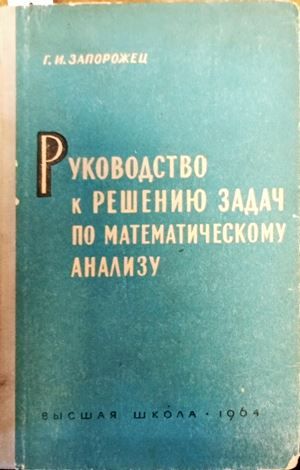 Г. И. ЗАПОРОЖЕЦ
РУКОВОДСТВО
К РЕШЕНИЮ ЗАДАЧ
ПО МАТЕМАТИЧЕСКОМУ
АНАЛИЗУ
ВЫСШАЯ ШКОЛА · 1964